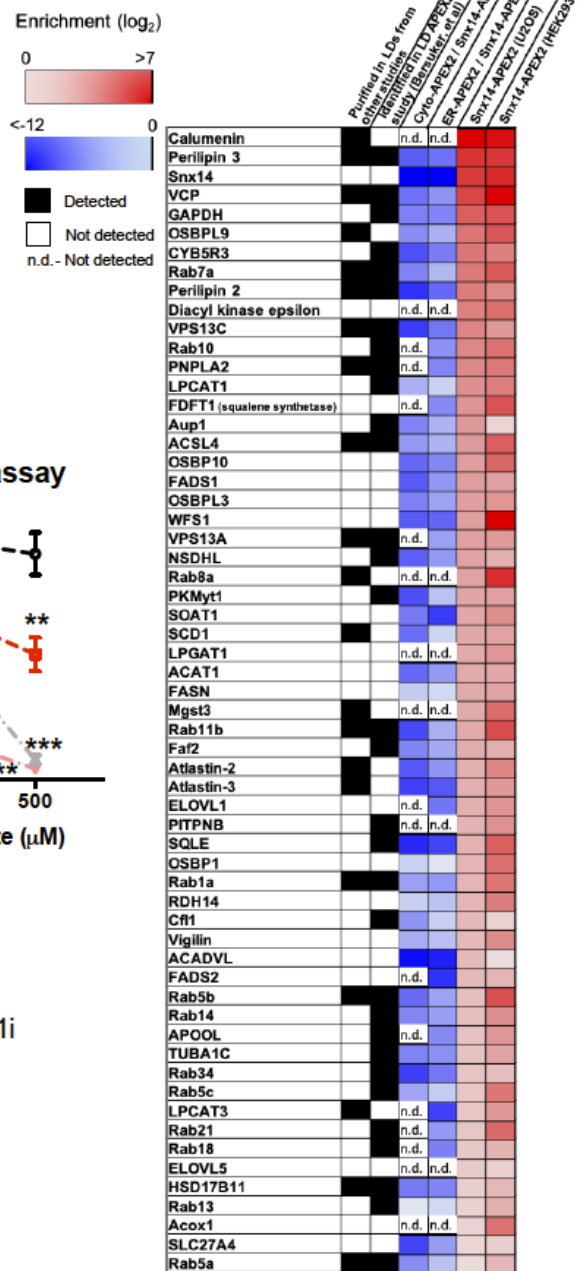 Enrichment (log2)
0 >7
<-12 0
Detected
Not detected
n.d.- Not detected
Purified in LDs from
other studies
Identified in LD APEX
study (Bersuker, et al)
Cyto-APEX2 / Snx14-A
ER-APEX2 / Snx14-APE
Snx14-APEX2 (U2OS)
Snx14-APEX2 (HEK293
Calumenin n.d. n.d.
Perilipin 3
Snx14
VCP
GAPDH
OSBPL9
CYB5R3
Rab7a
Perilipin 2
Diacyl kinase epsilon n.d. n.d.
VPS13C
Rab10 n.d.
PNPLA2 n.d.
LPCAT1
FDFT1 (squalene synthetase) n.d.
Aup1
ACSL4
OSBP10
FADS1
OSBPL3
WFS1
VPS13A n.d.
NSDHL
Rab8a n.d. n.d.
PKMyt1
SOAT1
SCD1
LPGAT1 n.d. n.d.
ACAT1
FASN
Mgst3 n.d. n.d.
Rab11b
Faf2
Atlastin-2
Atlastin-3
ELOVL1 n.d.
PITPNB n.d. n.d.
SQLE
OSBP1
Rab1a
RDH14
Cfl1
Vigilin
ACADVL
FADS2 n.d.
Rab5b
Rab14
APOOL n.d.
TUBA1C
Rab34
Rab5c
LPCAT3 n.d.
Rab21 n.d.
Rab18 n.d.
ELOVL5 n.d. n.d.
HSD17B11
Rab13
Acox1 n.d. n.d.
SLC27A4
Rab5a
assay
**
***
**
500
te (µM)
1i